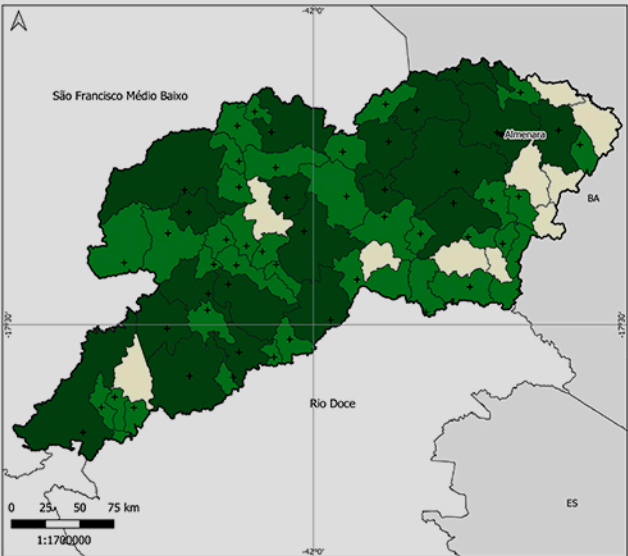 -42°0'
São Francisco Médio Baixo
Almenara
BA
-17°30'
-17°30'
Rio Doce
ES
0 25 50 75 km
1:1700000
-42°0'